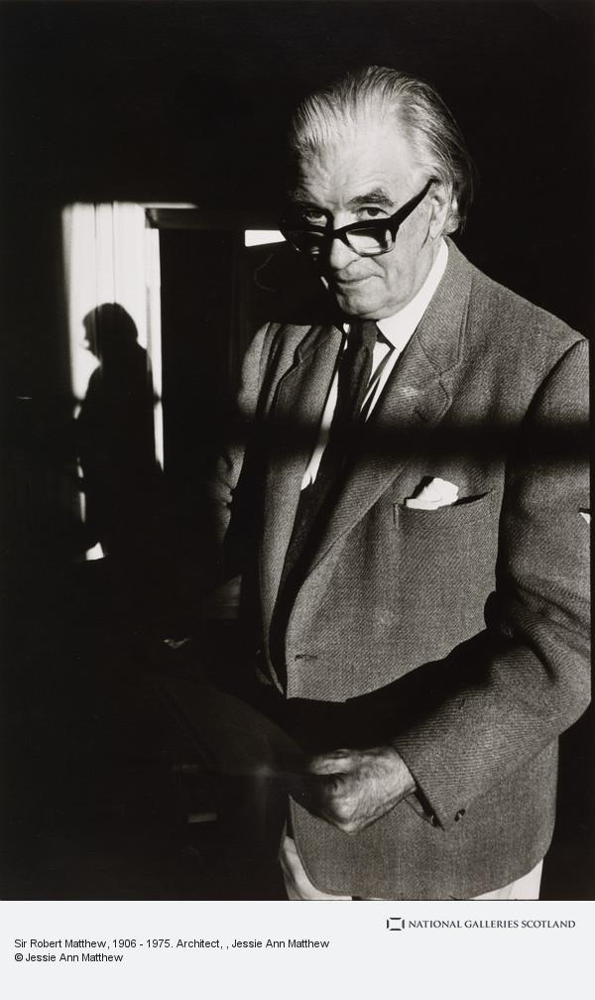 NATIONAL GALLERIES SCOTLAND
Sir Robert Matthew, 1906 - 1975. Architect, , Jessie Ann Matthew
© Jessie Ann Matthew